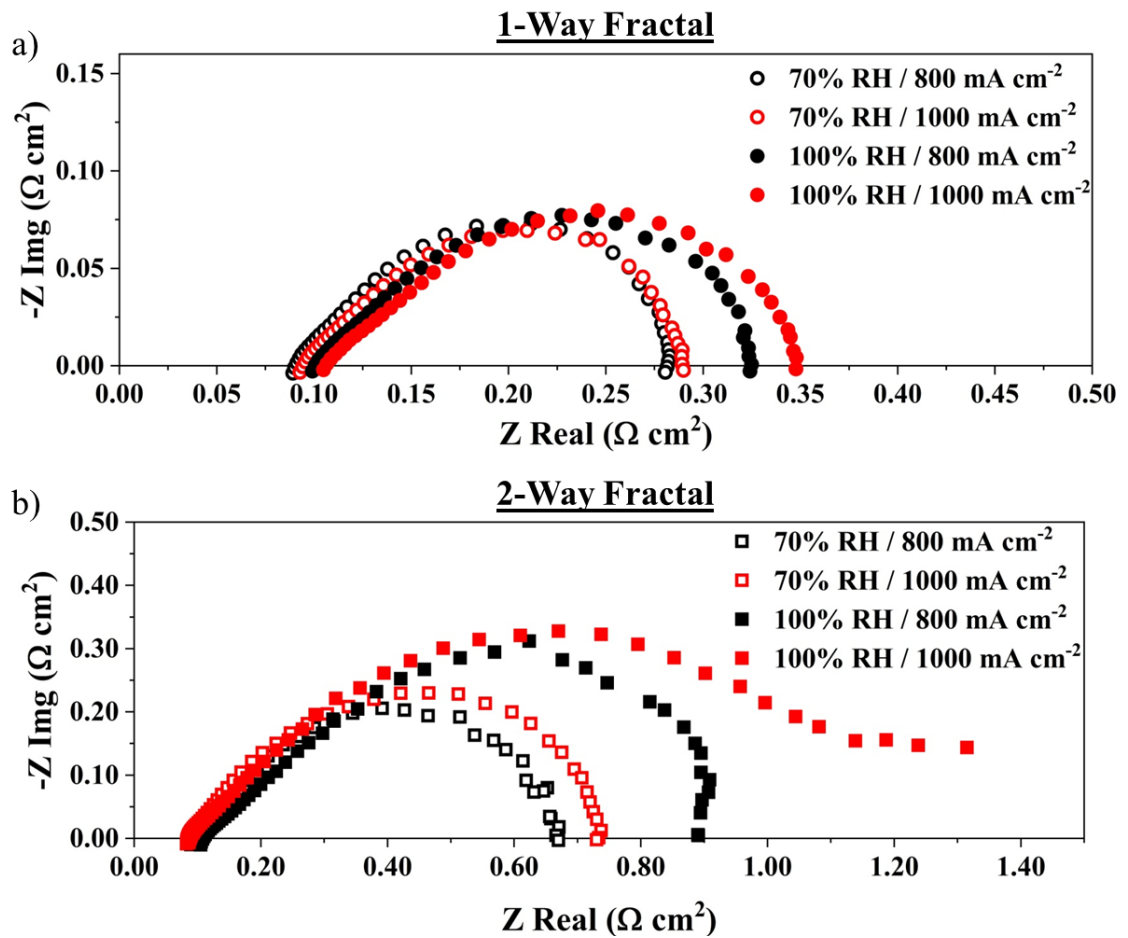 1-Way Fractal
a)
70% RH / 800 mA cm⁻²
70% RH / 1000 mA cm⁻²
100% RH / 800 mA cm⁻²
100% RH / 1000 mA cm⁻²
-Z Img (Ω cm²)
0.15
0.10
0.05
0.00
0.00 0.05 0.10 0.15 0.20 0.25 0.30 0.35 0.40 0.45 0.50
Z Real (Ω cm²)
2-Way Fractal
b)
70% RH / 800 mA cm⁻²
70% RH / 1000 mA cm⁻²
100% RH / 800 mA cm⁻²
100% RH / 1000 mA cm⁻²
-Z Img (Ω cm²)
0.50
0.40
0.30
0.20
0.10
0.00
0.00 0.20 0.40 0.60 0.80 1.00 1.20 1.40
Z Real (Ω cm²)